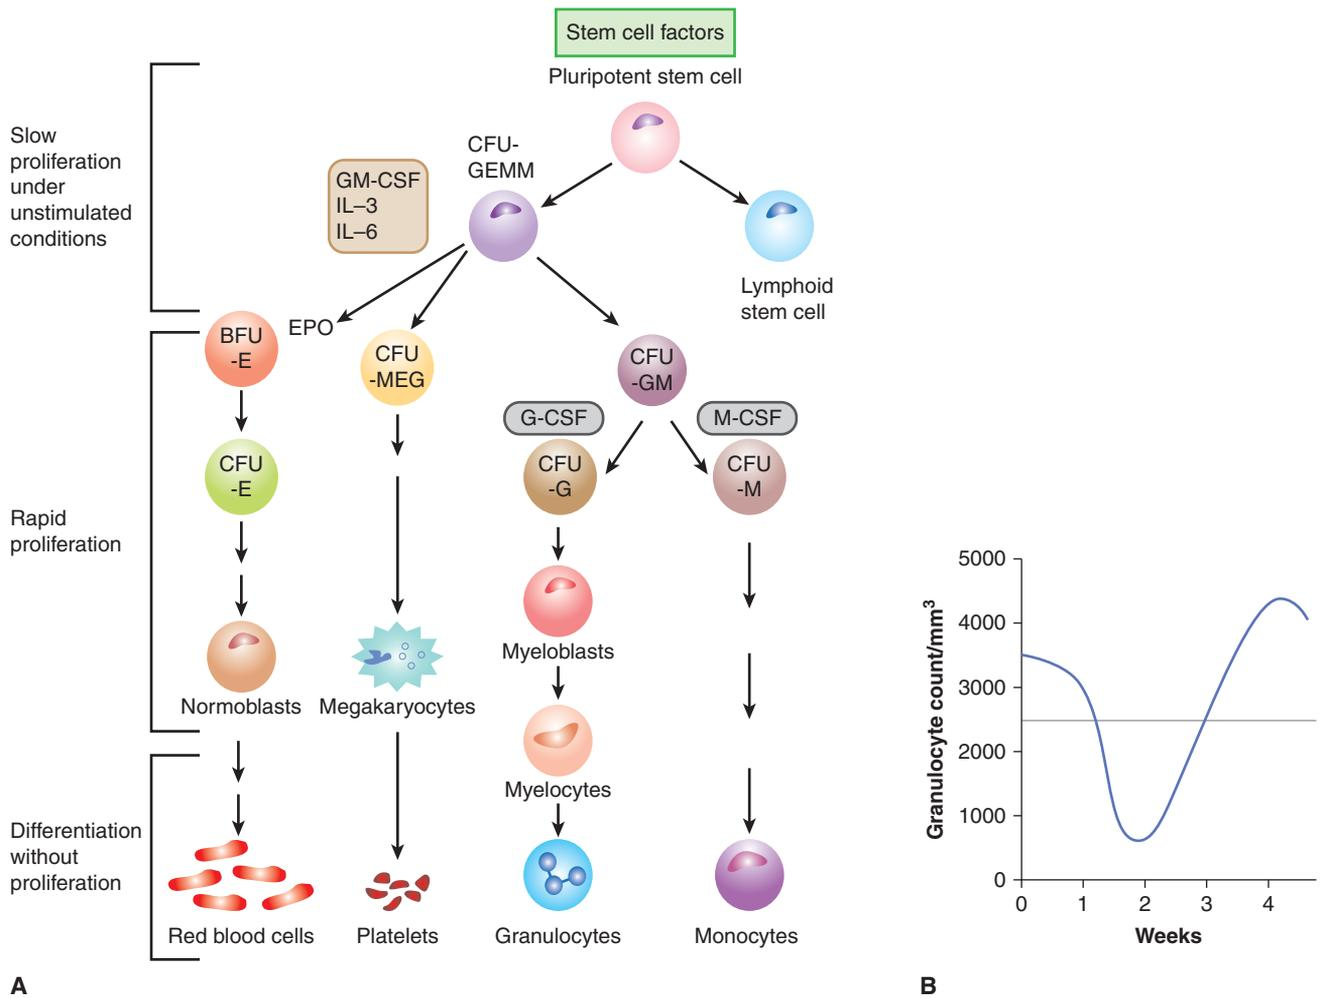 Stem cell factors
Pluripotent stem cell
CFU-
GEMM
GM-CSF
IL–3
IL–6
Slow
proliferation
under
unstimulated
conditions
Lymphoid
stem cell
EPO
BFU
-E
CFU
-MEG
CFU
-GM
G-CSF
M-CSF
CFU
-E
CFU
-G
CFU
-M
Rapid
proliferation
Myeloblasts
Normoblasts
Megakaryocytes
Myelocytes
Differentiation
without
proliferation
Red blood cells
Platelets
Granulocytes
Monocytes
A
Granulocyte count/mm³
5000
4000
3000
2000
1000
0
0 1 2 3 4
Weeks
B